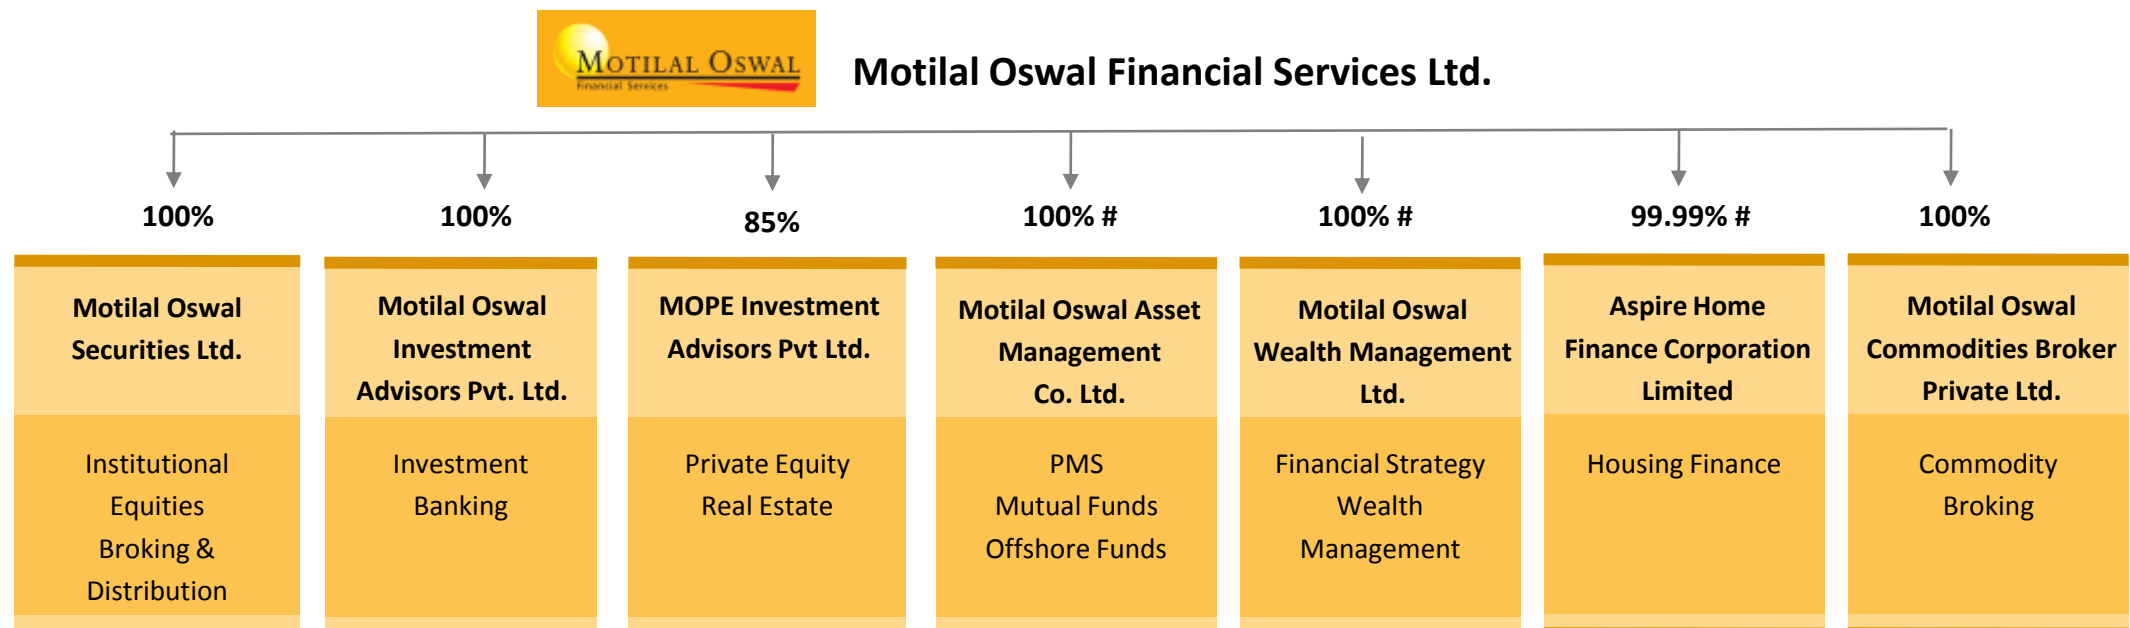 MOTILAL OSWAL
Financial Services
Motilal Oswal Financial Services Ltd.
100%
100%
85%
100% #
100% #
99.99% #
100%
Motilal Oswal
Securities Ltd.
Motilal Oswal
Investment
Advisors Pvt. Ltd.
MOPE Investment
Advisors Pvt Ltd.
Motilal Oswal Asset
Management
Co. Ltd.
Motilal Oswal
Wealth Management
Ltd.
Aspire Home
Finance Corporation
Limited
Motilal Oswal
Commodities Broker
Private Ltd.
Institutional
Equities
Broking &
Distribution
Investment
Banking
Private Equity
Real Estate
PMS
Mutual Funds
Offshore Funds
Financial Strategy
Wealth
Management
Housing Finance
Commodity
Broking